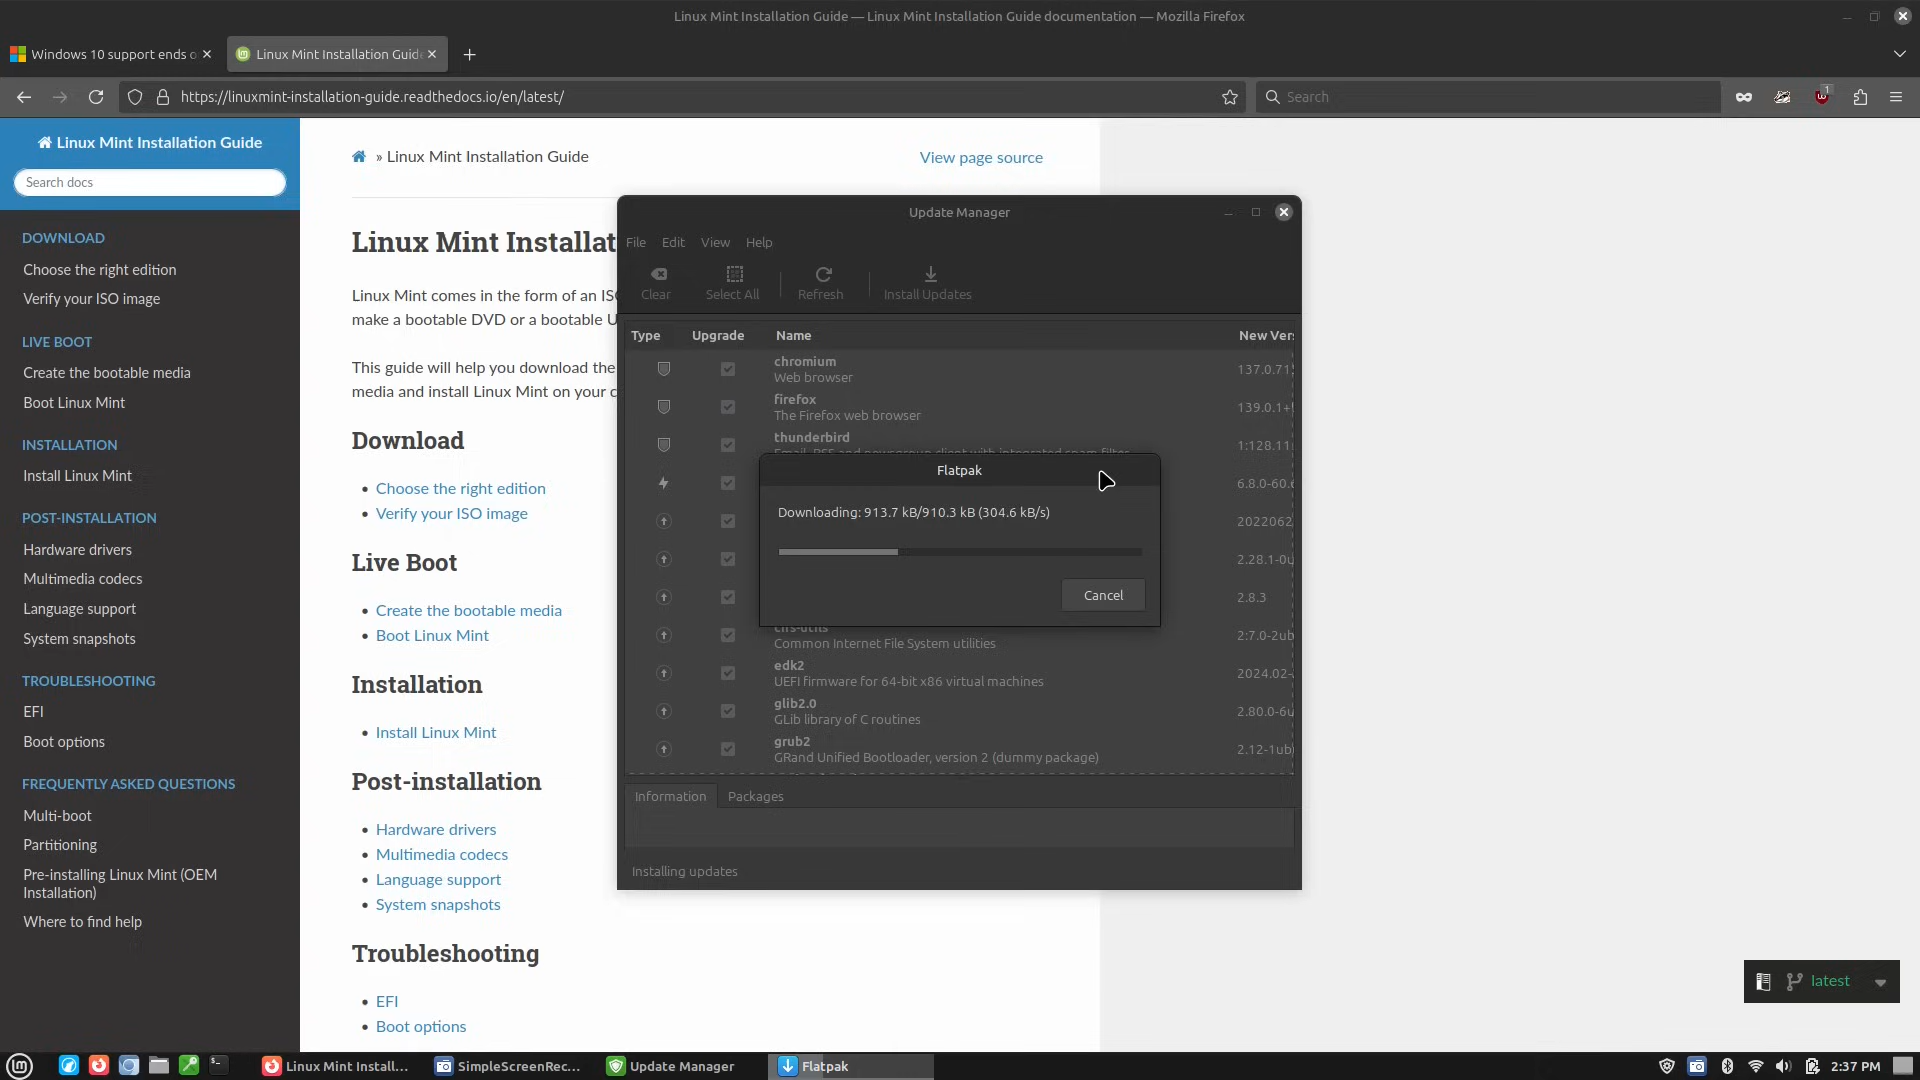 Linux Mint Installation Guide — Linux Mint Installation Guide documentation — Mozilla Firefox
Windows 10 support ends o
Linux Mint Installation Guide
https://linuxmint-installation-guide.readthedocs.io/en/latest/
Search
1
Linux Mint Installation Guide
Search docs
DOWNLOAD
Choose the right edition
Verify your ISO image
LIVE BOOT
Create the bootable media
Boot Linux Mint
INSTALLATION
Install Linux Mint
POST-INSTALLATION
Hardware drivers
Multimedia codecs
Language support
System snapshots
TROUBLESHOOTING
EFI
Boot options
FREQUENTLY ASKED QUESTIONS
Multi-boot
Partitioning
Pre-installing Linux Mint (OEM
Installation)
Where to find help
» Linux Mint Installation Guide
View page source
Linux Mint Installat
Linux Mint comes in the form of an ISO
make a bootable DVD or a bootable U
This guide will help you download the
media and install Linux Mint on your c
Download
• Choose the right edition
• Verify your ISO image
Live Boot
• Create the bootable media
• Boot Linux Mint
Installation
• Install Linux Mint
Post-installation
• Hardware drivers
• Multimedia codecs
• Language support
• System snapshots
Troubleshooting
• EFI
• Boot options
Update Manager
File Edit View Help
Clear Select All Refresh Install Updates
Type Upgrade Name New Ver
chromium
Web browser
137.0.71
firefox
The Firefox web browser
139.0.1+
thunderbird
Email, RSS and newsgroup client with integrated spam filter
1:128.11
6.8.0-60.
2022062
2.28.1-0u
2.8.3
cifs-utils
Common Internet File System utilities
2:7.0-2ub
edk2
UEFI firmware for 64-bit x86 virtual machines
2024.02-
glib2.0
GLib library of C routines
2.80.0-6u
grub2
GRand Unified Bootloader, version 2 (dummy package)
2.12-1ub
Information Packages
Installing updates
Flatpak
Downloading: 913.7 kB/910.3 kB (304.6 kB/s)
Cancel
latest
Linux Mint Install...
SimpleScreenRec...
Update Manager
Flatpak
2:37 PM